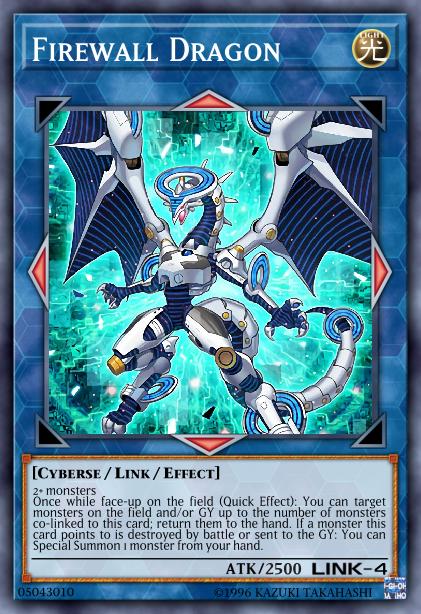 Firewall Dragon
LIGHT
光
[Cyberse / Link / Effect]
2+ monsters
Once while face-up on the field (Quick Effect): You can target
monsters on the field and/or GY up to the number of monsters
co-linked to this card; return them to the hand. If a monster this
card points to is destroyed by battle or sent to the GY: You can
Special Summon 1 monster from your hand.
ATK/2500 LINK-4
05043010
©1996 KAZUKI TAKAHASHI